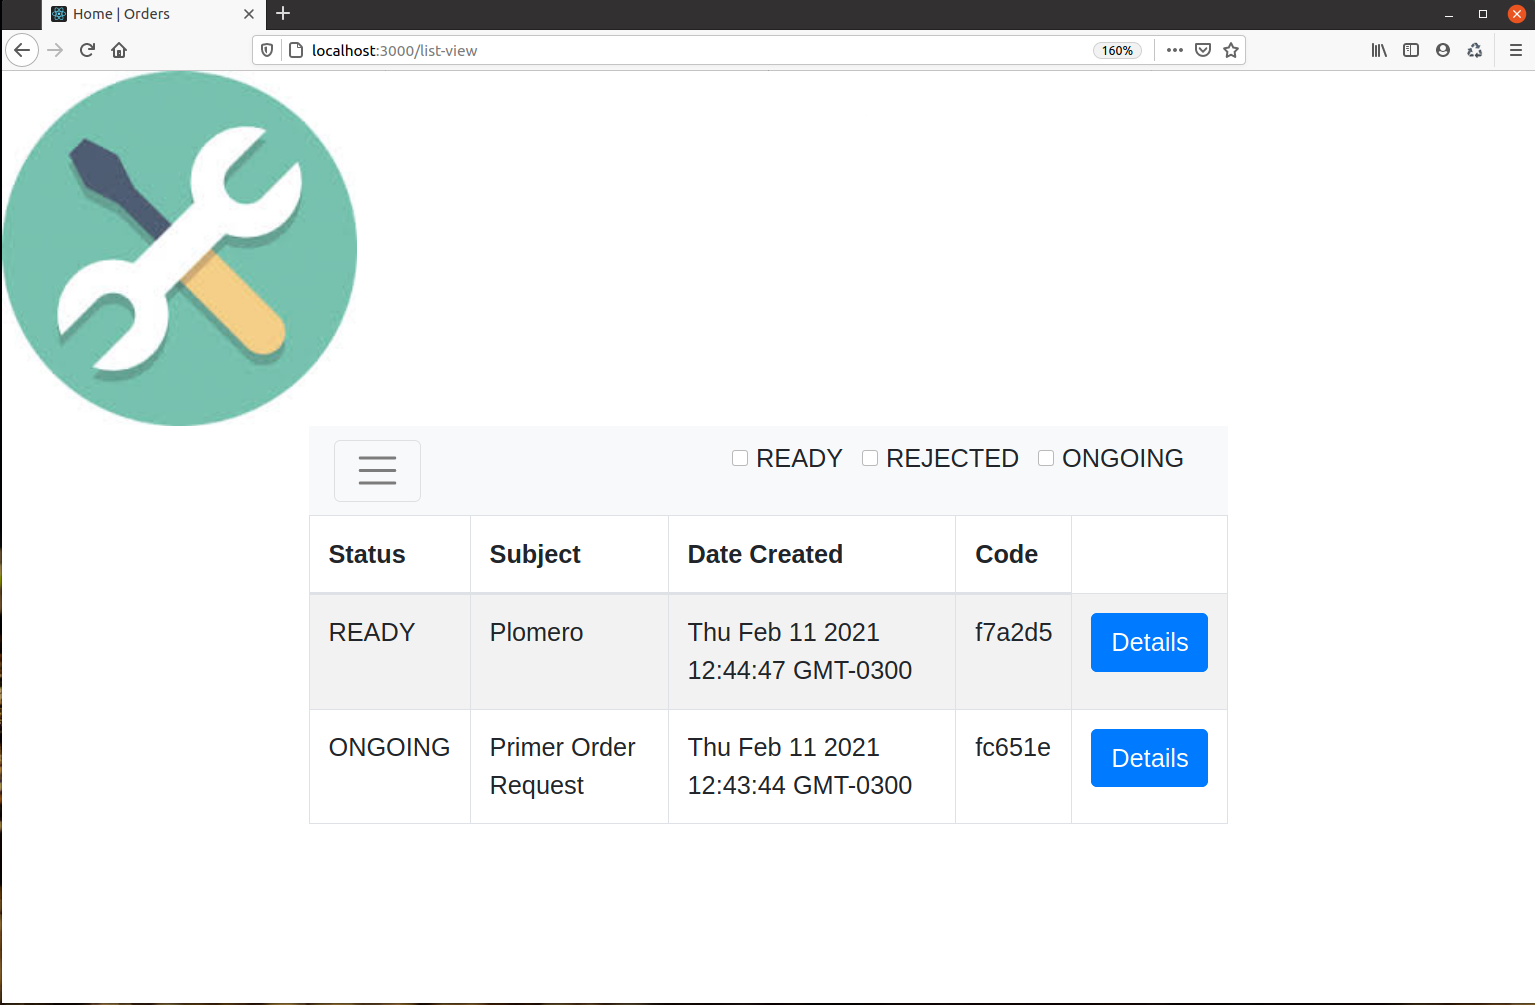 Home | Orders
localhost:3000/list-view
160%
READY REJECTED ONGOING
Status Subject Date Created Code
READY Plomero Thu Feb 11 2021 f7a2d5 Details
12:44:47 GMT-0300
ONGOING Primer Order Thu Feb 11 2021 fc651e Details
Request 12:43:44 GMT-0300